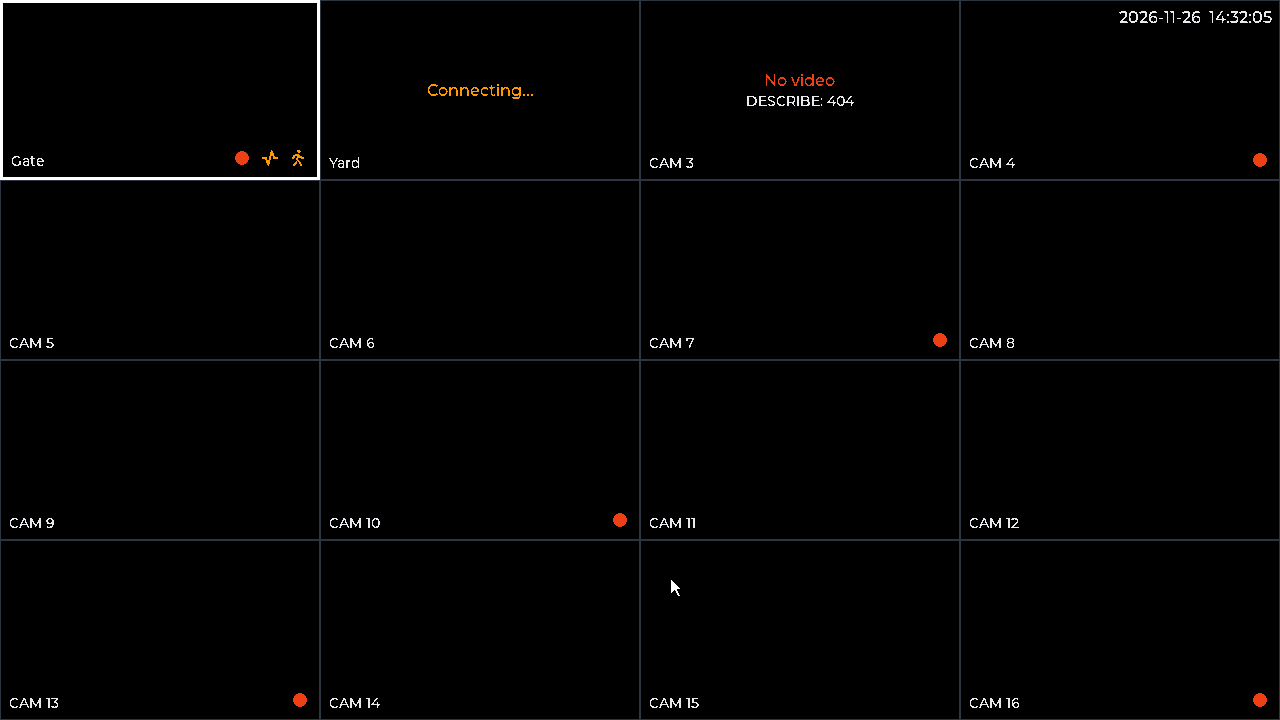 2026-11-26 14:32:05
Gate
Connecting...
Yard
No video
DESCRIBE: 404
CAM 3
CAM 4
CAM 5
CAM 6
CAM 7
CAM 8
CAM 9
CAM 10
CAM 11
CAM 12
CAM 13
CAM 14
CAM 15
CAM 16